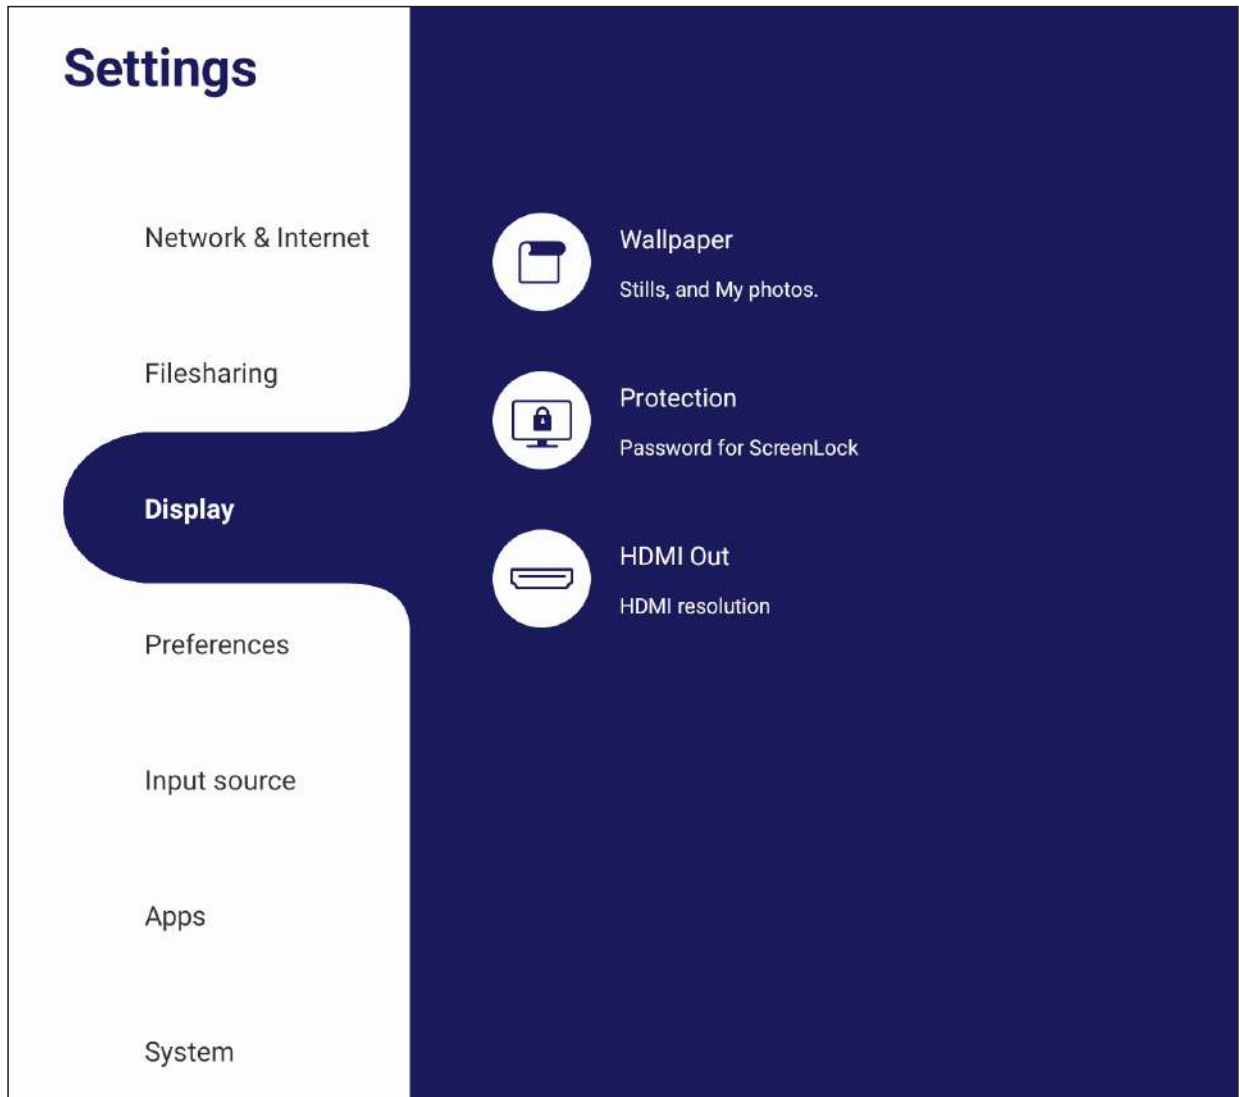 Settings
Network & Internet
Filesharing
Display
Preferences
Input source
Apps
System
Wallpaper
Stills, and My photos.
Protection
Password for ScreenLock
HDMI Out
HDMI resolution